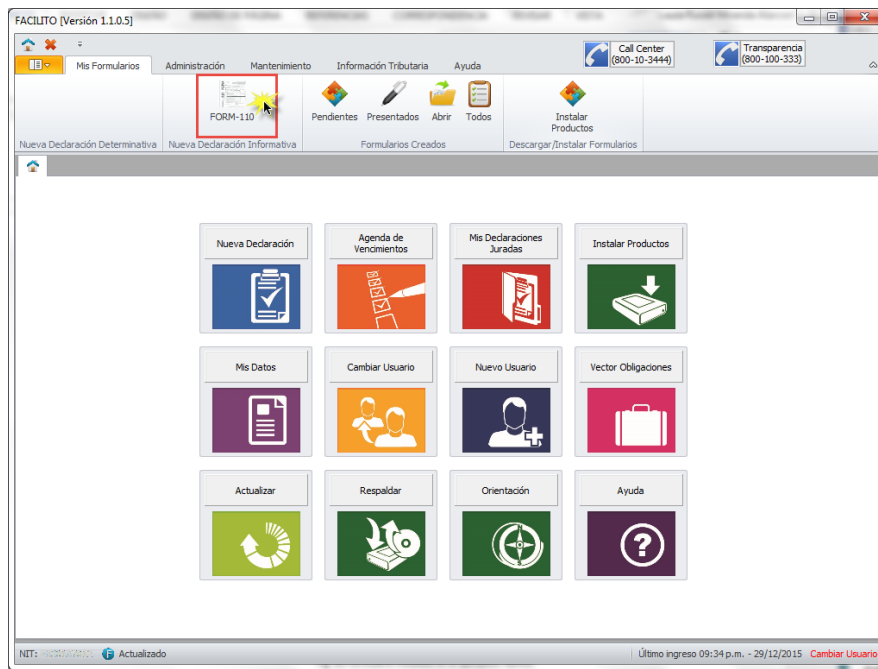 FACILITO [Versión 1.1.0.5]
Call Center
(800-10-3444)
Transparencia
(800-100-333)
Mis Formularios
Administración
Mantenimiento
Información Tributaria
Ayuda
FORM-110
Pendientes
Presentados
Abrir
Todos
Instalar
Productos
Nueva Declaración Determinativa
Nueva Declaración Informativa
Formularios Creados
Descargar/Instalar Formularios
Nueva Declaración
Agenda de
Vencimientos
Mis Declaraciones
Juradas
Instalar Productos
Mis Datos
Cambiar Usuario
Nuevo Usuario
Vector Obligaciones
Actualizar
Respaldar
Orientación
Ayuda
NIT:
Actualizado
Último ingreso 09:34 p.m. - 29/12/2015
Cambiar Usuario